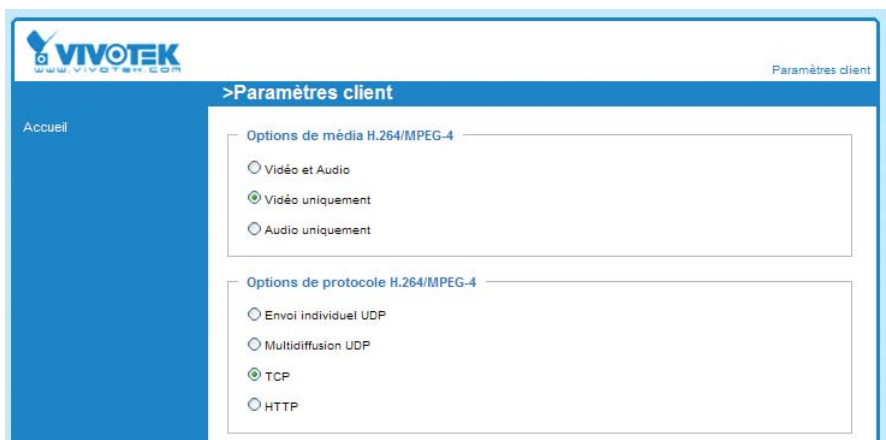 VIVOTEK
www.vivotek.com
Paramètres client
>Paramètres client
Accueil
Options de média H.264/MPEG-4
Vidéo et Audio
Vidéo uniquement
Audio uniquement
Options de protocole H.264/MPEG-4
Envoi individuel UDP
Multidiffusion UDP
TCP
HTTP